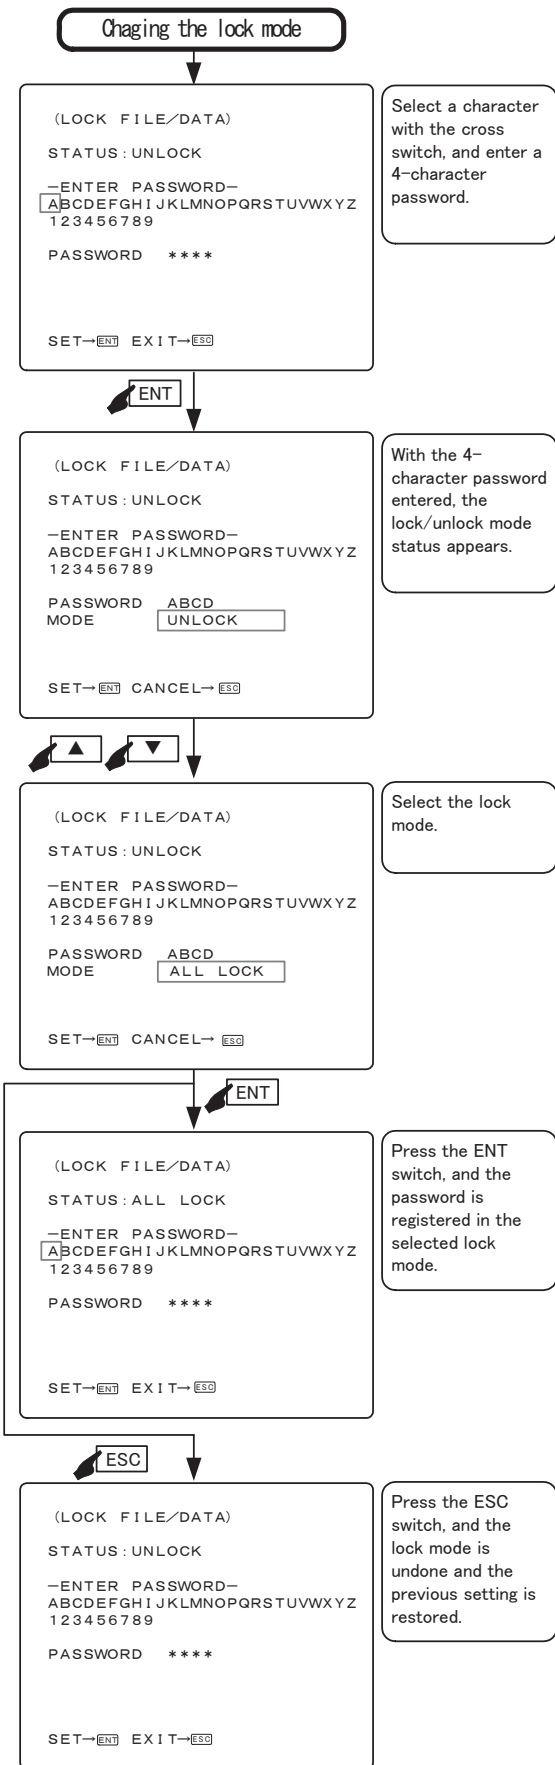 Chaging the lock mode
(LOCK FILE/DATA)
STATUS:UNLOCK
-ENTER PASSWORD-
ABCDEFGHIJKLMNOPQRSTUVWXYZ
123456789
PASSWORD ****
SET→ENT EXIT→ESC
Select a character
with the cross
switch, and enter a
4-character
password.
ENT
(LOCK FILE/DATA)
STATUS:UNLOCK
-ENTER PASSWORD-
ABCDEFGHIJKLMNOPQRSTUVWXYZ
123456789
PASSWORD ABCD
MODE UNLOCK
SET→ENT CANCEL→ESC
With the 4-
character password
entered, the
lock/unlock mode
status appears.
▲ ▼
(LOCK FILE/DATA)
STATUS:UNLOCK
-ENTER PASSWORD-
ABCDEFGHIJKLMNOPQRSTUVWXYZ
123456789
PASSWORD ABCD
MODE ALL LOCK
SET→ENT CANCEL→ESC
Select the lock
mode.
ENT
(LOCK FILE/DATA)
STATUS:ALL LOCK
-ENTER PASSWORD-
ABCDEFGHIJKLMNOPQRSTUVWXYZ
123456789
PASSWORD ****
SET→ENT EXIT→ESC
Press the ENT
switch, and the
password is
registered in the
selected lock
mode.
ESC
(LOCK FILE/DATA)
STATUS:UNLOCK
-ENTER PASSWORD-
ABCDEFGHIJKLMNOPQRSTUVWXYZ
123456789
PASSWORD ****
SET→ENT EXIT→ESC
Press the ESC
switch, and the
lock mode is
undone and the
previous setting is
restored.